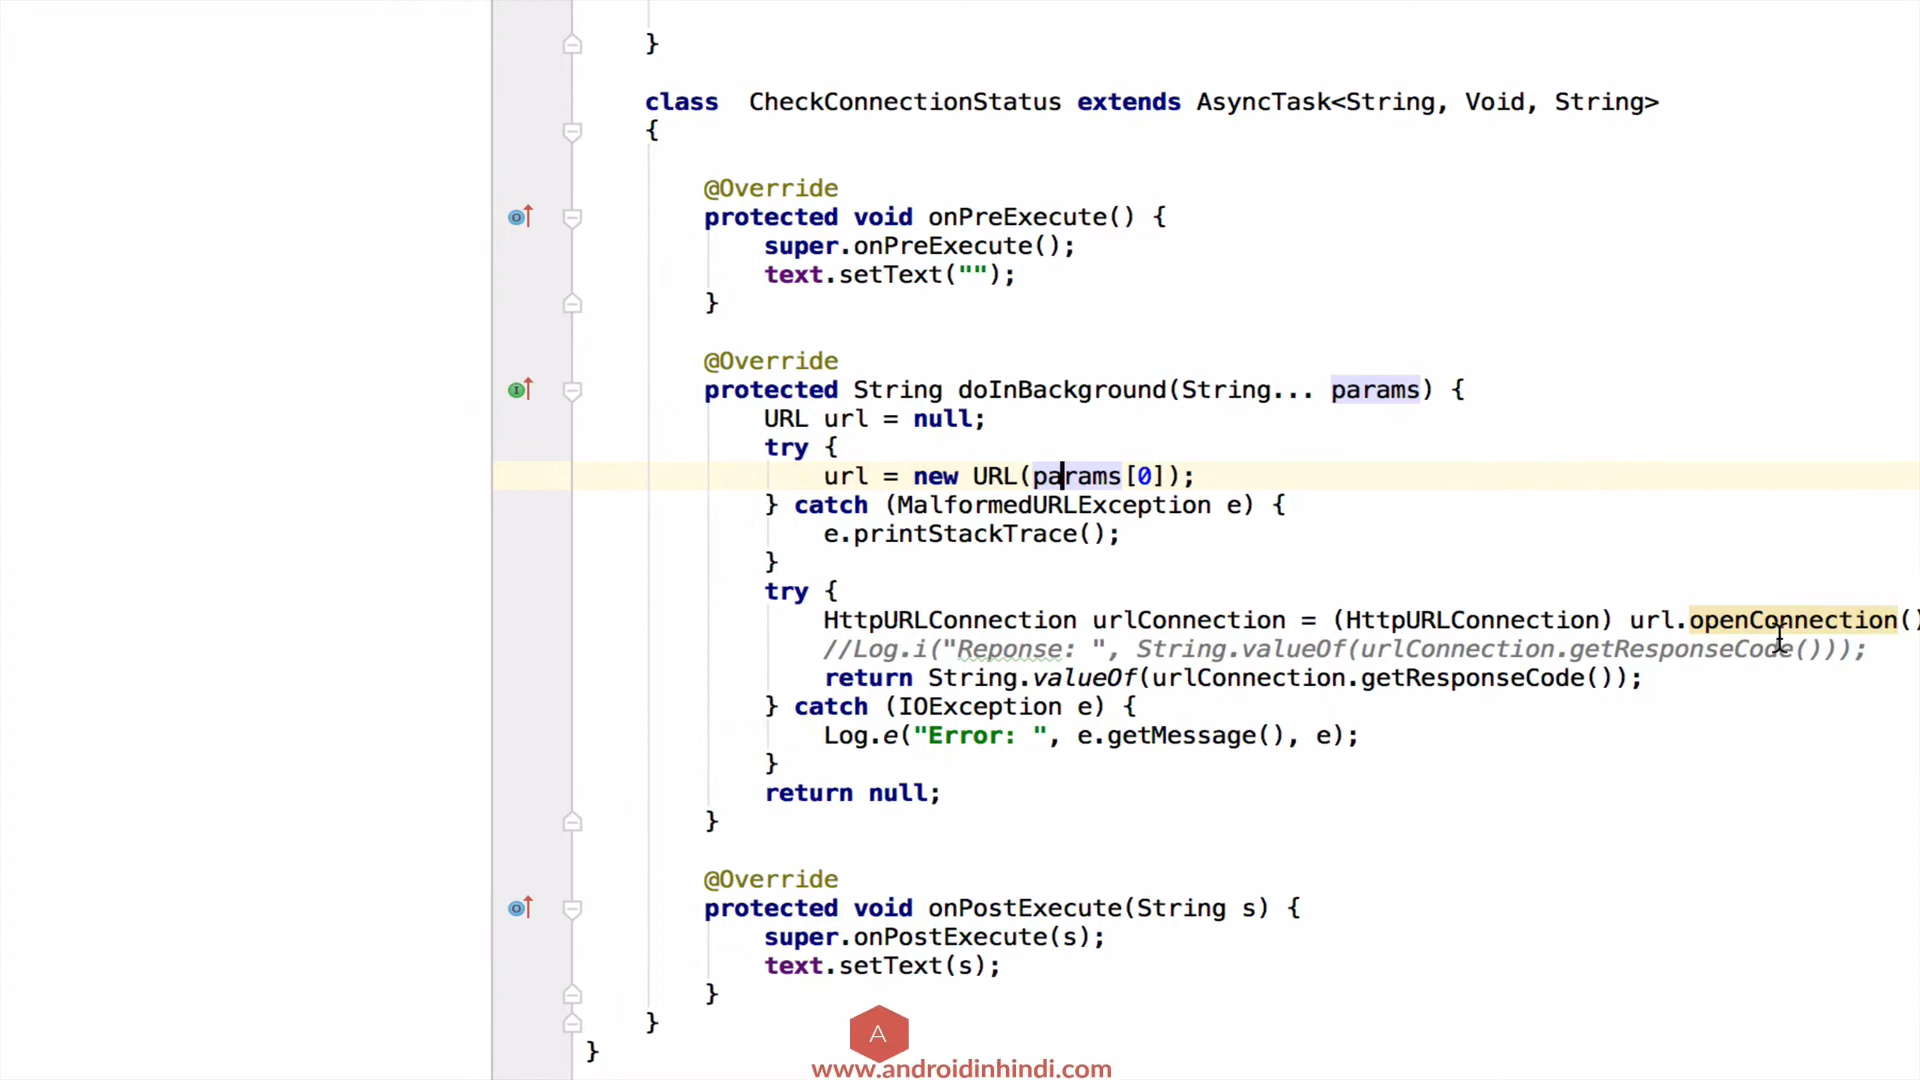 }
class  CheckConnectionStatus extends AsyncTask<String, Void, String>
{
@Override
protected void onPreExecute() {
super.onPreExecute();
text.setText("");
}
@Override
protected String doInBackground(String... params) {
URL url = null;
try {
url = new URL(params[0]);
} catch (MalformedURLException e) {
e.printStackTrace();
}
try {
HttpURLConnection urlConnection = (HttpURLConnection) url.openConnection()
//Log.i("Reponse: ", String.valueOf(urlConnection.getResponseCode()));
return String.valueOf(urlConnection.getResponseCode());
} catch (IOException e) {
Log.e("Error: ", e.getMessage(), e);
}
return null;
}
@Override
protected void onPostExecute(String s) {
super.onPostExecute(s);
text.setText(s);
}
}
}
A
www.androidinhindi.com